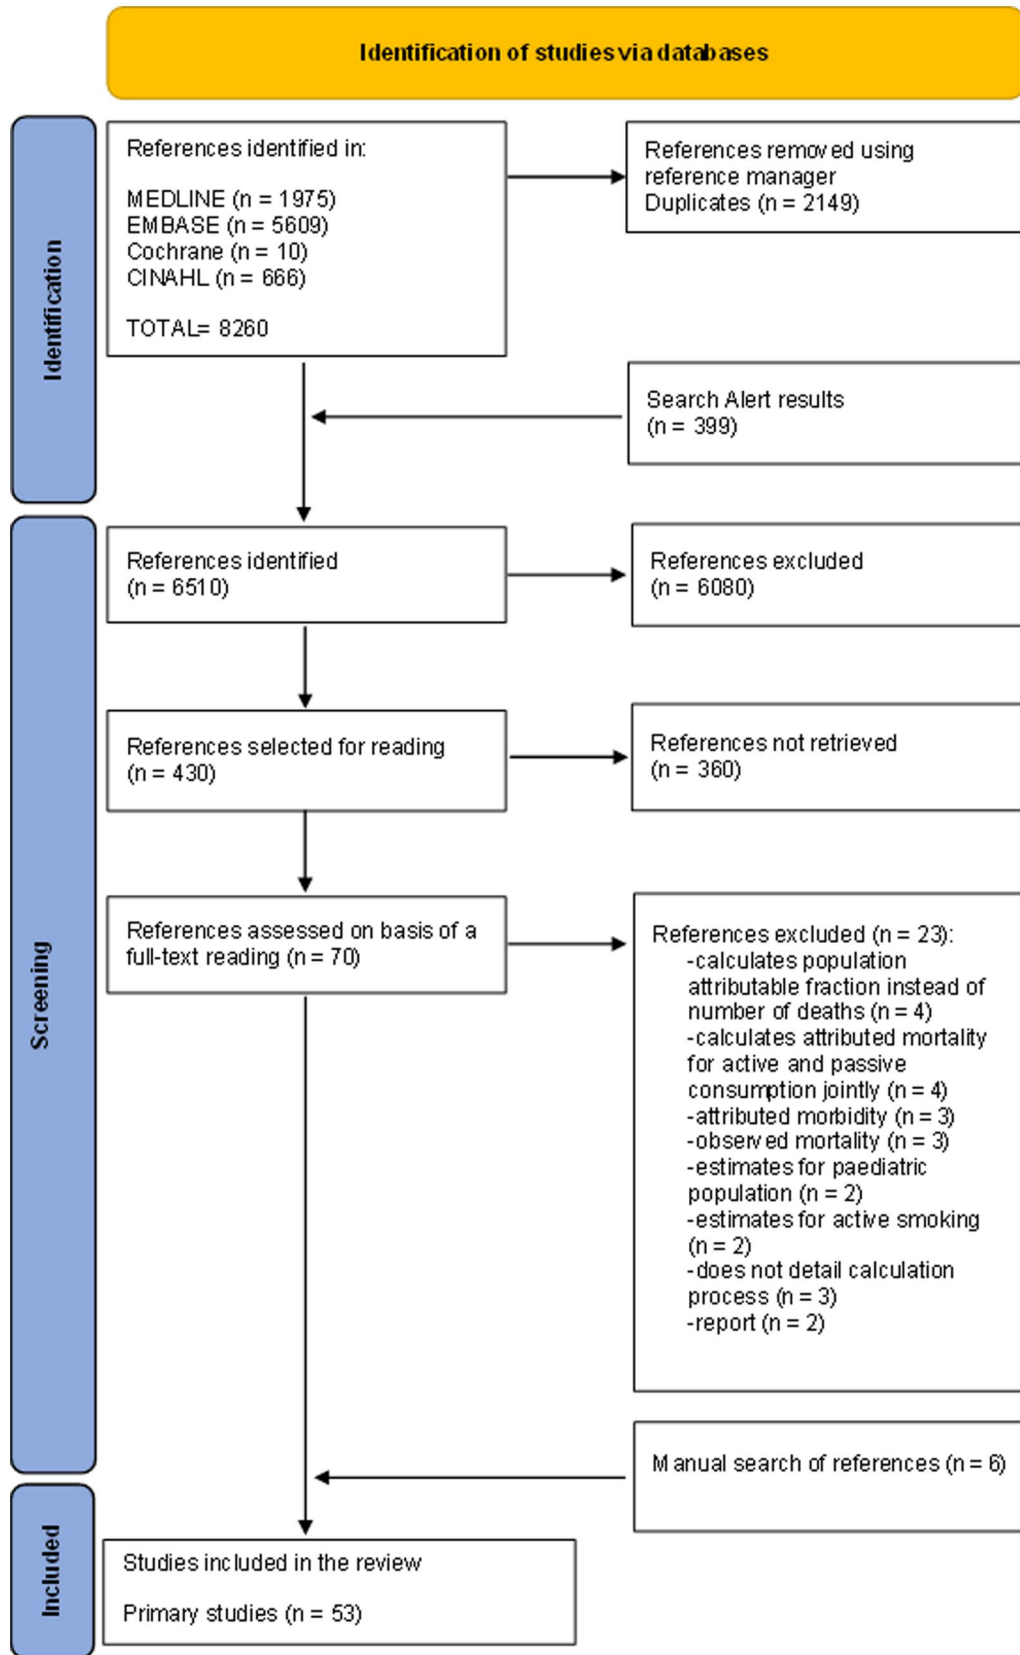 Identification of studies via databases
Identification
References identified in:
MEDLINE (n = 1975)
EMBASE (n = 5609)
Cochrane (n = 10)
CINAHL (n = 666)
TOTAL= 8260
References removed using
reference manager
Duplicates (n = 2149)
Search Alert results
(n = 399)
Screening
References identified
(n = 6510)
References excluded
(n = 6080)
References selected for reading
(n = 430)
References not retrieved
(n = 360)
References assessed on basis of a
full-text reading (n = 70)
References excluded (n = 23):
-calculates population
attributable fraction instead of
number of deaths (n = 4)
-calculates attributed mortality
for active and passive
consumption jointly (n = 4)
-attributed morbidity (n = 3)
-observed mortality (n = 3)
-estimates for paediatric
population (n = 2)
-estimates for active smoking
(n = 2)
-does not detail calculation
process (n = 3)
-report (n = 2)
Manual search of references (n = 6)
Included
Studies included in the review
Primary studies (n = 53)